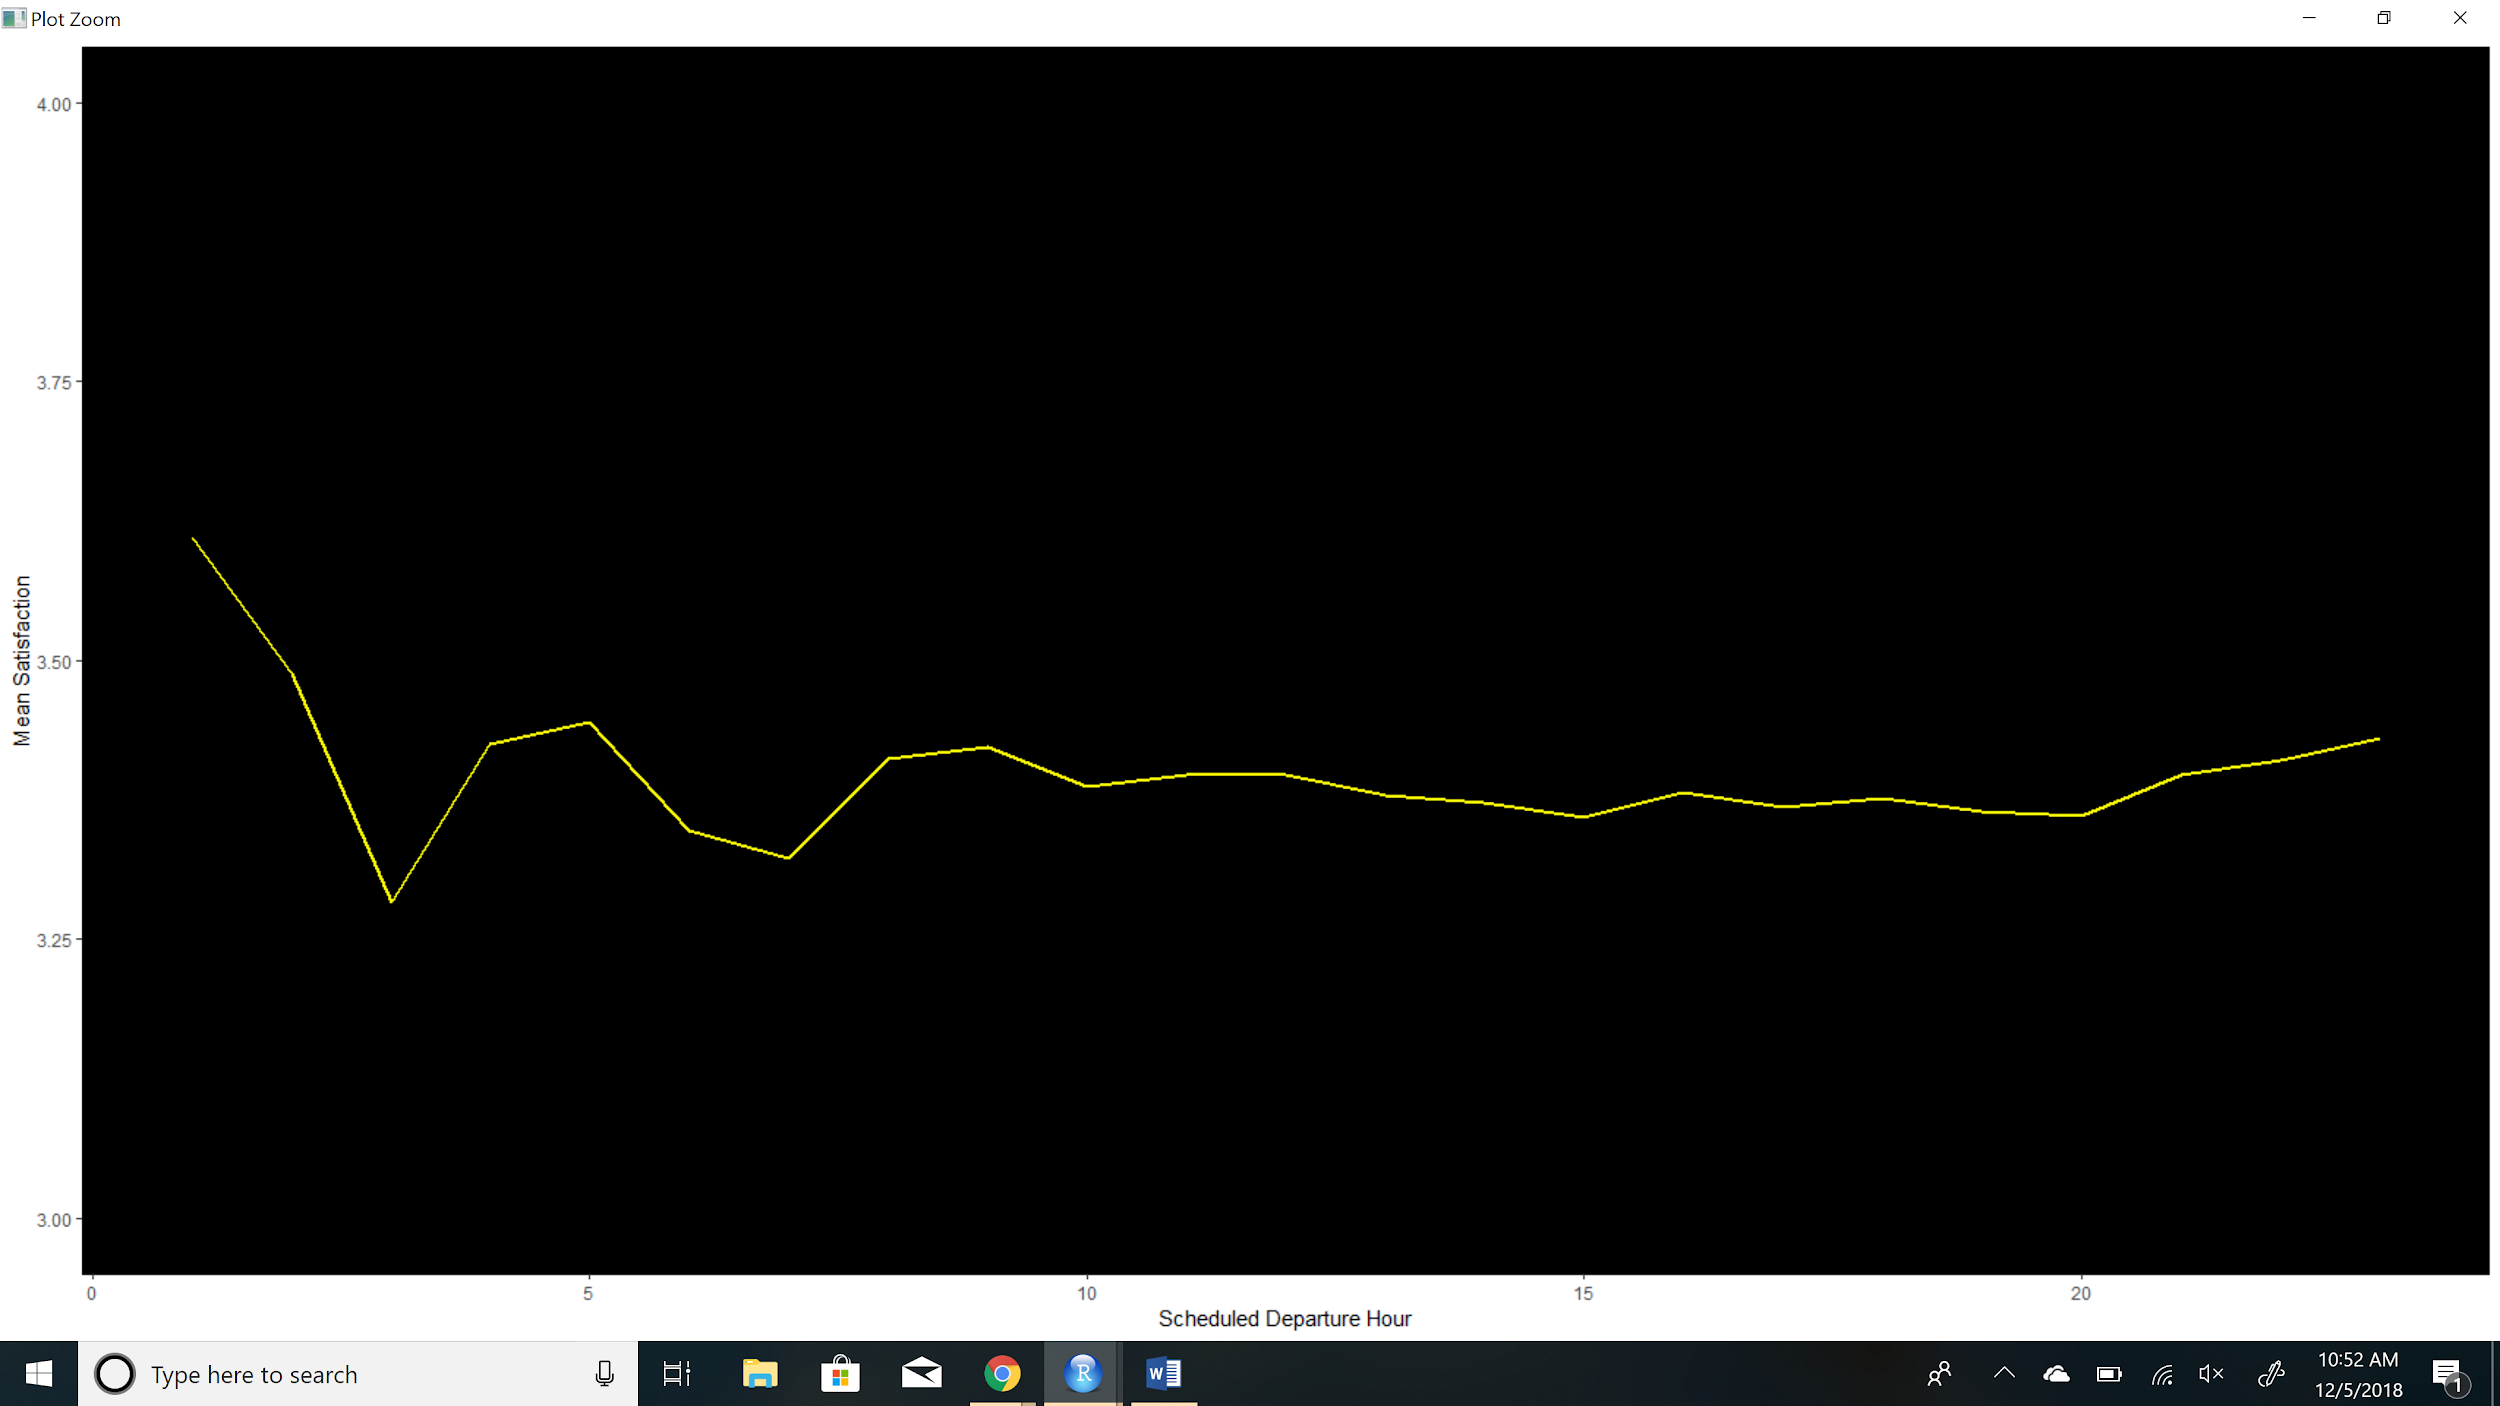 Plot Zoom
4.00
3.75
3.50
3.25
3.00
Mean Satisfaction
0 5 10 15 20
Scheduled Departure Hour
Type here to search
R
W
10:52 AM
12/5/2018
1